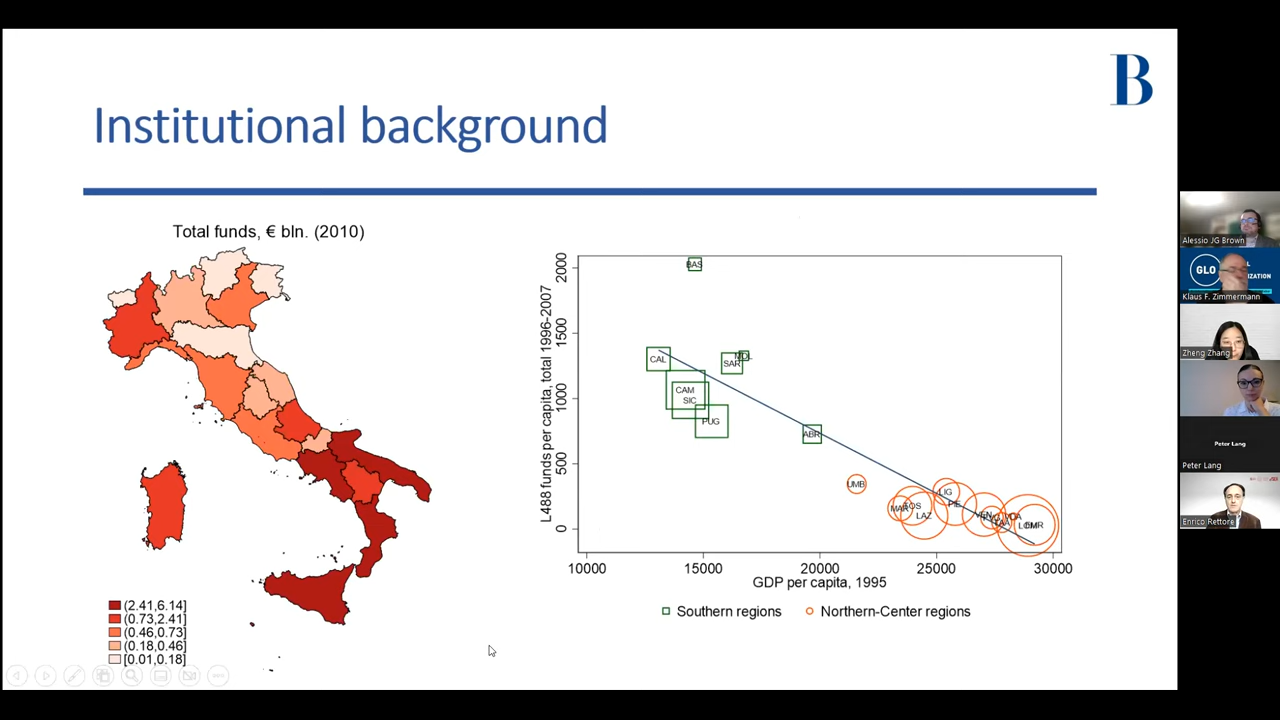 B
Institutional background
Total funds, € bln. (2010)
(2.41,6.14]
(0.73,2.41]
(0.46,0.73]
(0.18,0.46]
[0.01,0.18]
L488 funds per capita, total 1996-2007
2000
1500
1000
500
0
BAS
CAL
MOL
SAR
CAM
SIC
PUG
ABR
UMB
LIG
PIE
MAR
TOS
LAZ
VEN
VDA
TAA
LOM
EMR
10000
15000
20000
25000
30000
GDP per capita, 1995
Southern regions
Northern-Center regions
Alessio JG Brown
GLO
Klaus F. Zimmermann
Zheng Zhang
Peter Lang
Peter Lang
Enrico Rettore